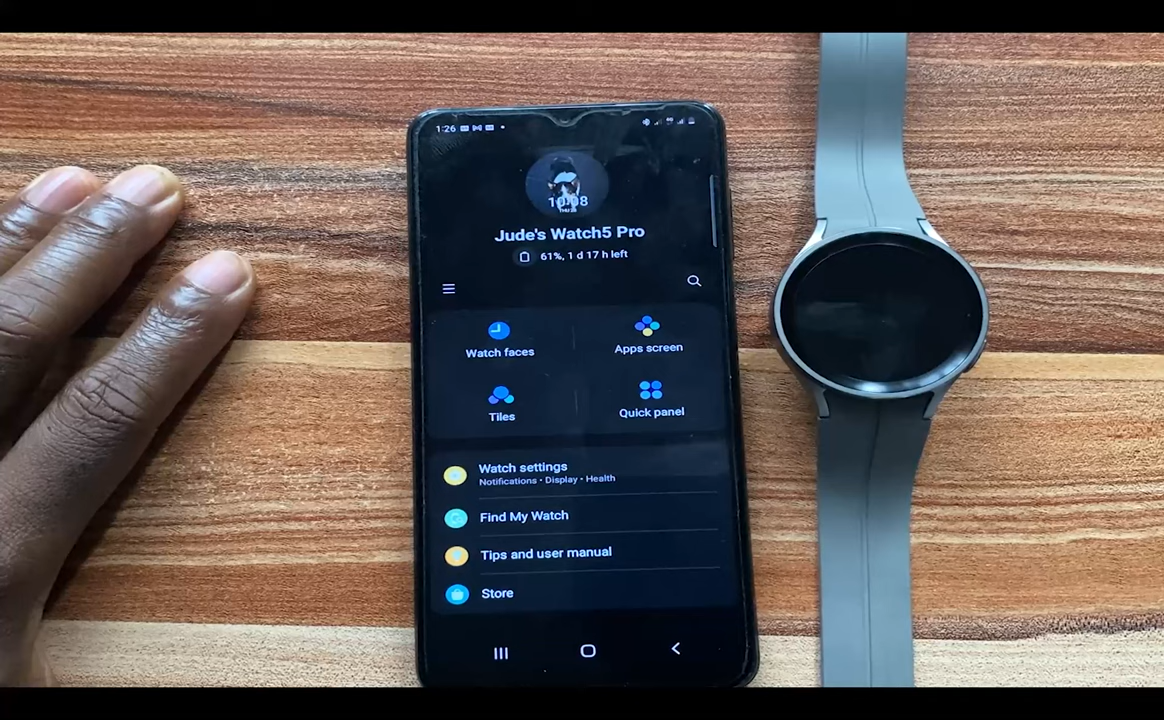 1:26
10:08
Jude's Watch5 Pro
61%, 1 d 17 h left
Watch faces
Apps screen
Tiles
Quick panel
Watch settings
Notifications • Display • Health
Find My Watch
Tips and user manual
Store